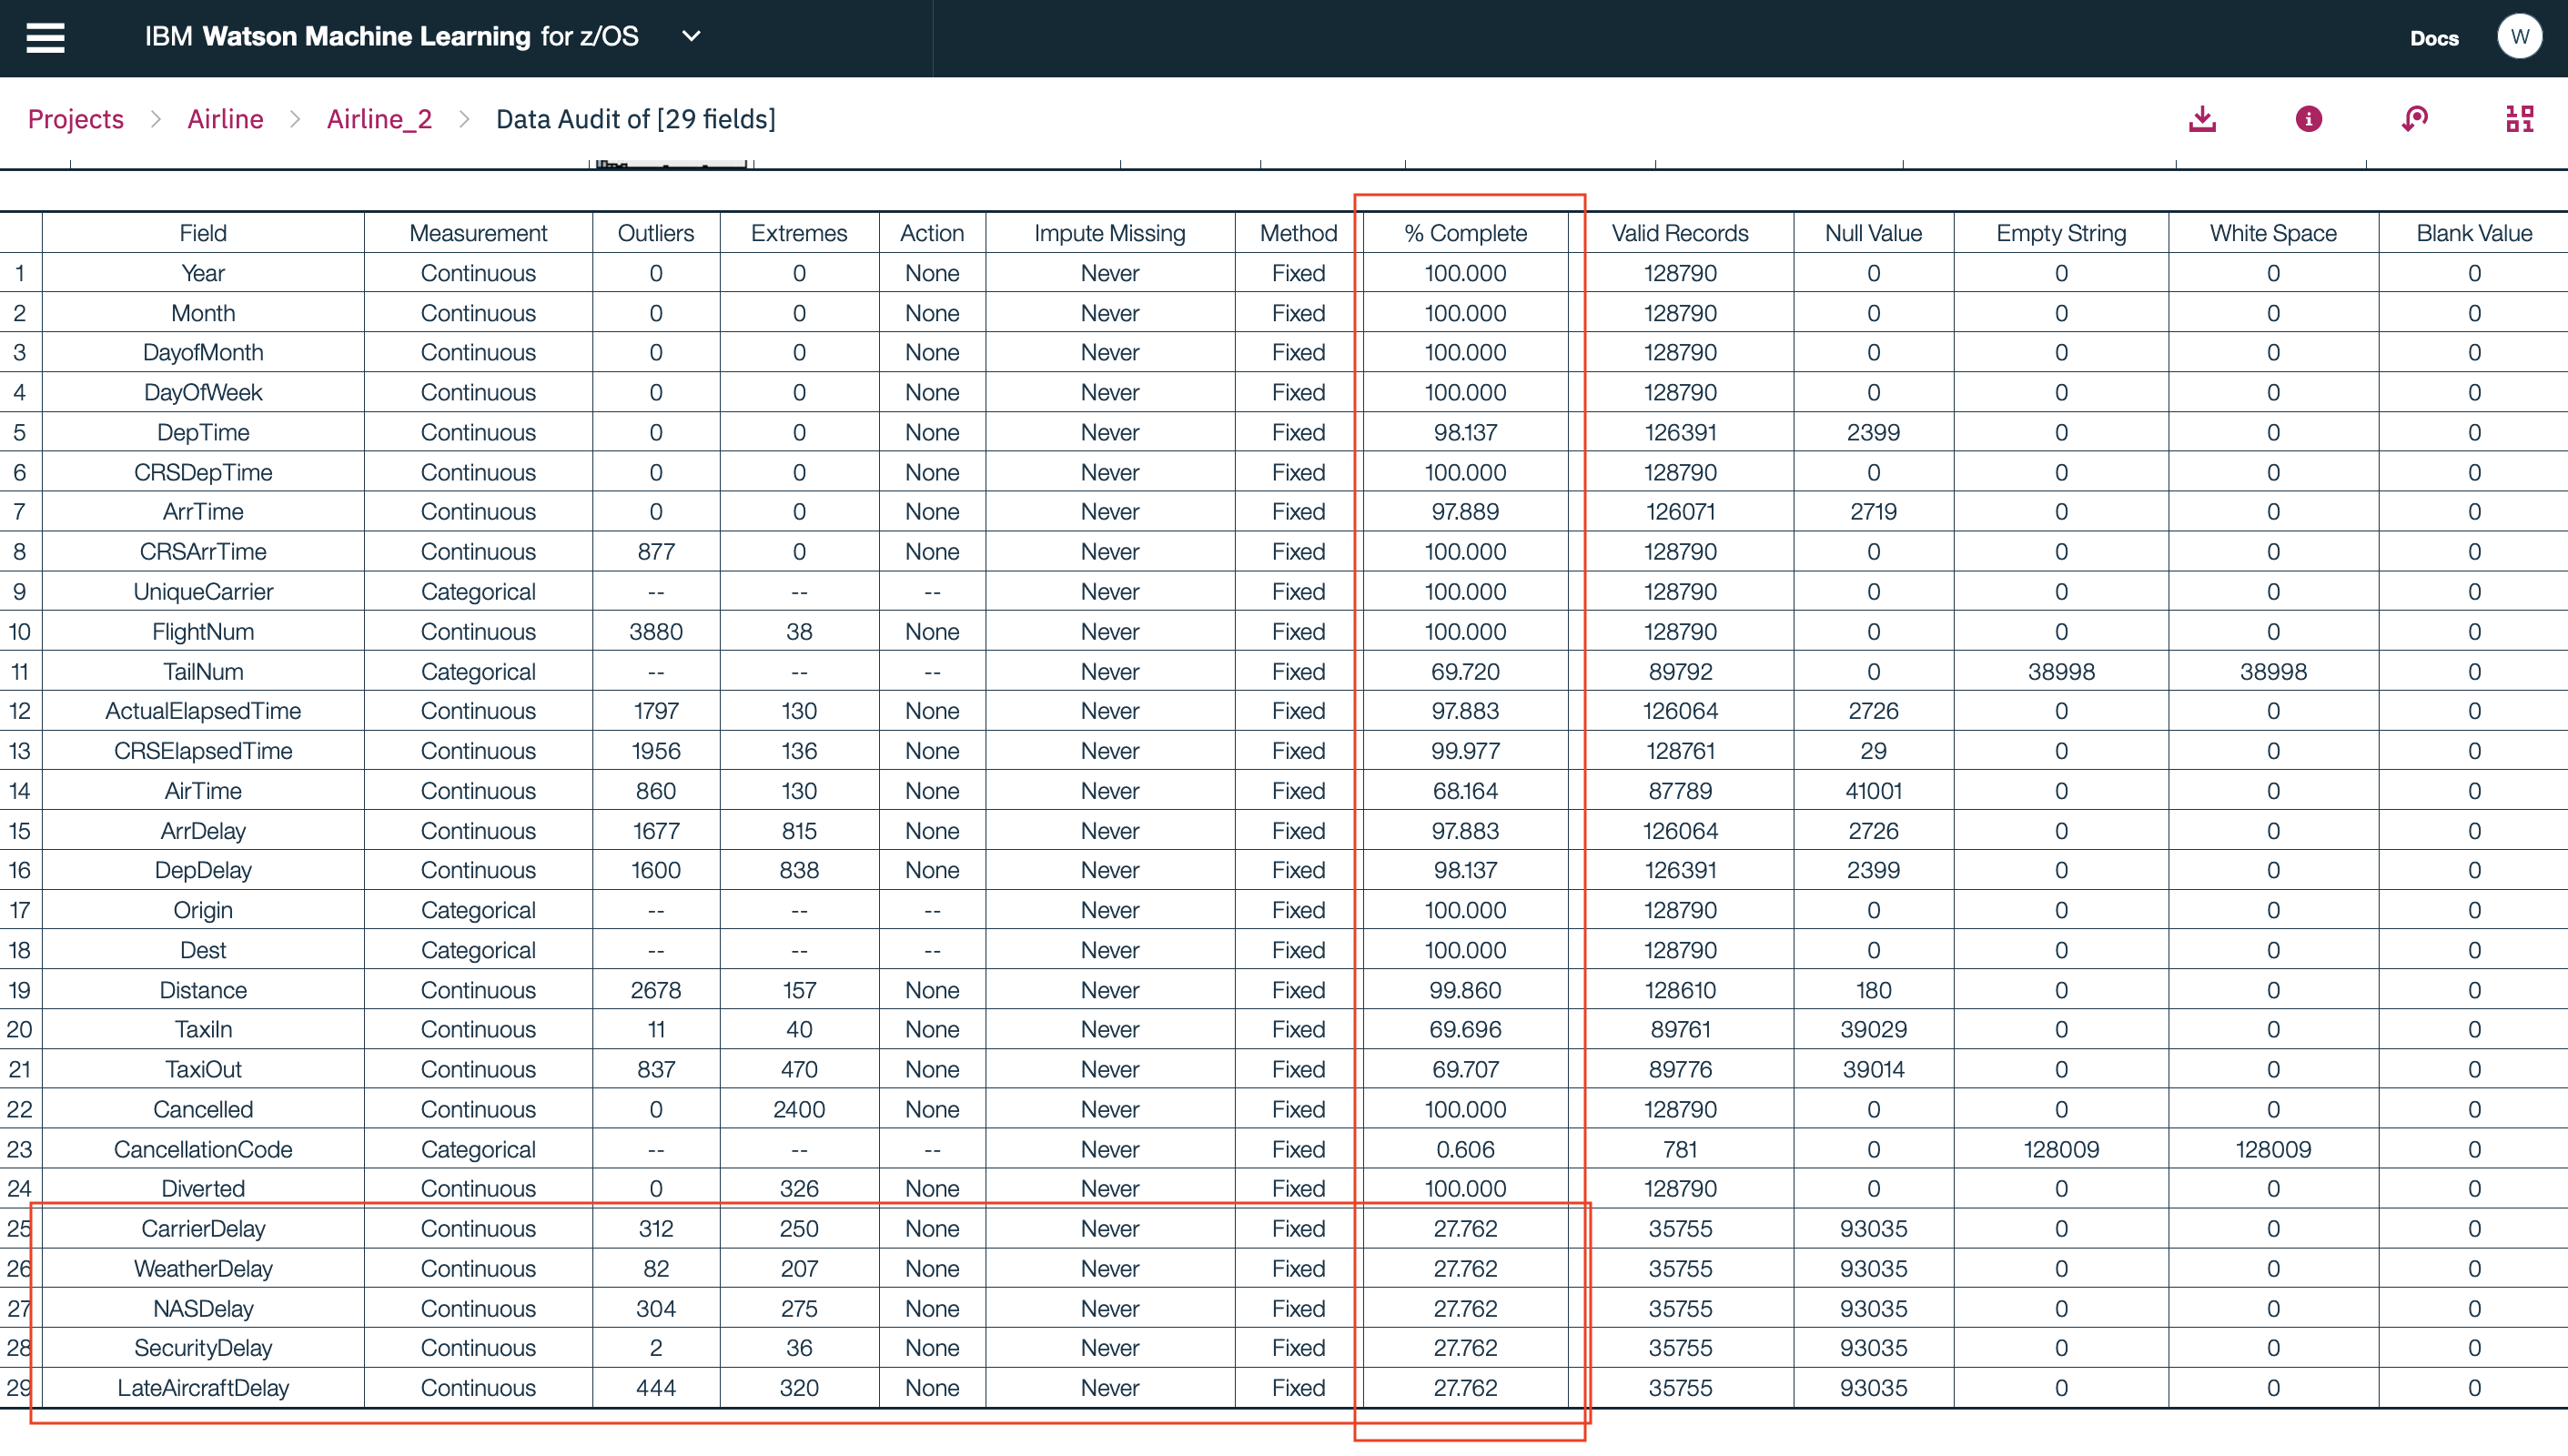 IBM Watson Machine Learning for z/OS Docs W
Projects > Airline > Airline_2 > Data Audit of [29 fields]
Field Measurement Outliers Extremes Action Impute Missing Method % Complete Valid Records Null Value Empty String White Space Blank Value
1 Year Continuous 0 0 None Never Fixed 100.000 128790 0 0 0 0
2 Month Continuous 0 0 None Never Fixed 100.000 128790 0 0 0 0
3 DayofMonth Continuous 0 0 None Never Fixed 100.000 128790 0 0 0 0
4 DayOfWeek Continuous 0 0 None Never Fixed 100.000 128790 0 0 0 0
5 DepTime Continuous 0 0 None Never Fixed 98.137 126391 2399 0 0 0
6 CRSDepTime Continuous 0 0 None Never Fixed 100.000 128790 0 0 0 0
7 ArrTime Continuous 0 0 None Never Fixed 97.889 126071 2719 0 0 0
8 CRSArrTime Continuous 877 0 None Never Fixed 100.000 128790 0 0 0 0
9 UniqueCarrier Categorical -- -- -- Never Fixed 100.000 128790 0 0 0 0
10 FlightNum Continuous 3880 38 None Never Fixed 100.000 128790 0 0 0 0
11 TailNum Categorical -- -- -- Never Fixed 69.720 89792 0 38998 38998 0
12 ActualElapsedTime Continuous 1797 130 None Never Fixed 97.883 126064 2726 0 0 0
13 CRSElapsedTime Continuous 1956 136 None Never Fixed 99.977 128761 29 0 0 0
14 AirTime Continuous 860 130 None Never Fixed 68.164 87789 41001 0 0 0
15 ArrDelay Continuous 1677 815 None Never Fixed 97.883 126064 2726 0 0 0
16 DepDelay Continuous 1600 838 None Never Fixed 98.137 126391 2399 0 0 0
17 Origin Categorical -- -- -- Never Fixed 100.000 128790 0 0 0 0
18 Dest Categorical -- -- -- Never Fixed 100.000 128790 0 0 0 0
19 Distance Continuous 2678 157 None Never Fixed 99.860 128610 180 0 0 0
20 TaxiIn Continuous 11 40 None Never Fixed 69.696 89761 39029 0 0 0
21 TaxiOut Continuous 837 470 None Never Fixed 69.707 89776 39014 0 0 0
22 Cancelled Continuous 0 2400 None Never Fixed 100.000 128790 0 0 0 0
23 CancellationCode Categorical -- -- -- Never Fixed 0.606 781 0 128009 128009 0
24 Diverted Continuous 0 326 None Never Fixed 100.000 128790 0 0 0 0
25 CarrierDelay Continuous 312 250 None Never Fixed 27.762 35755 93035 0 0 0
26 WeatherDelay Continuous 82 207 None Never Fixed 27.762 35755 93035 0 0 0
27 NASDelay Continuous 304 275 None Never Fixed 27.762 35755 93035 0 0 0
28 SecurityDelay Continuous 2 36 None Never Fixed 27.762 35755 93035 0 0 0
29 LateAircraftDelay Continuous 444 320 None Never Fixed 27.762 35755 93035 0 0 0